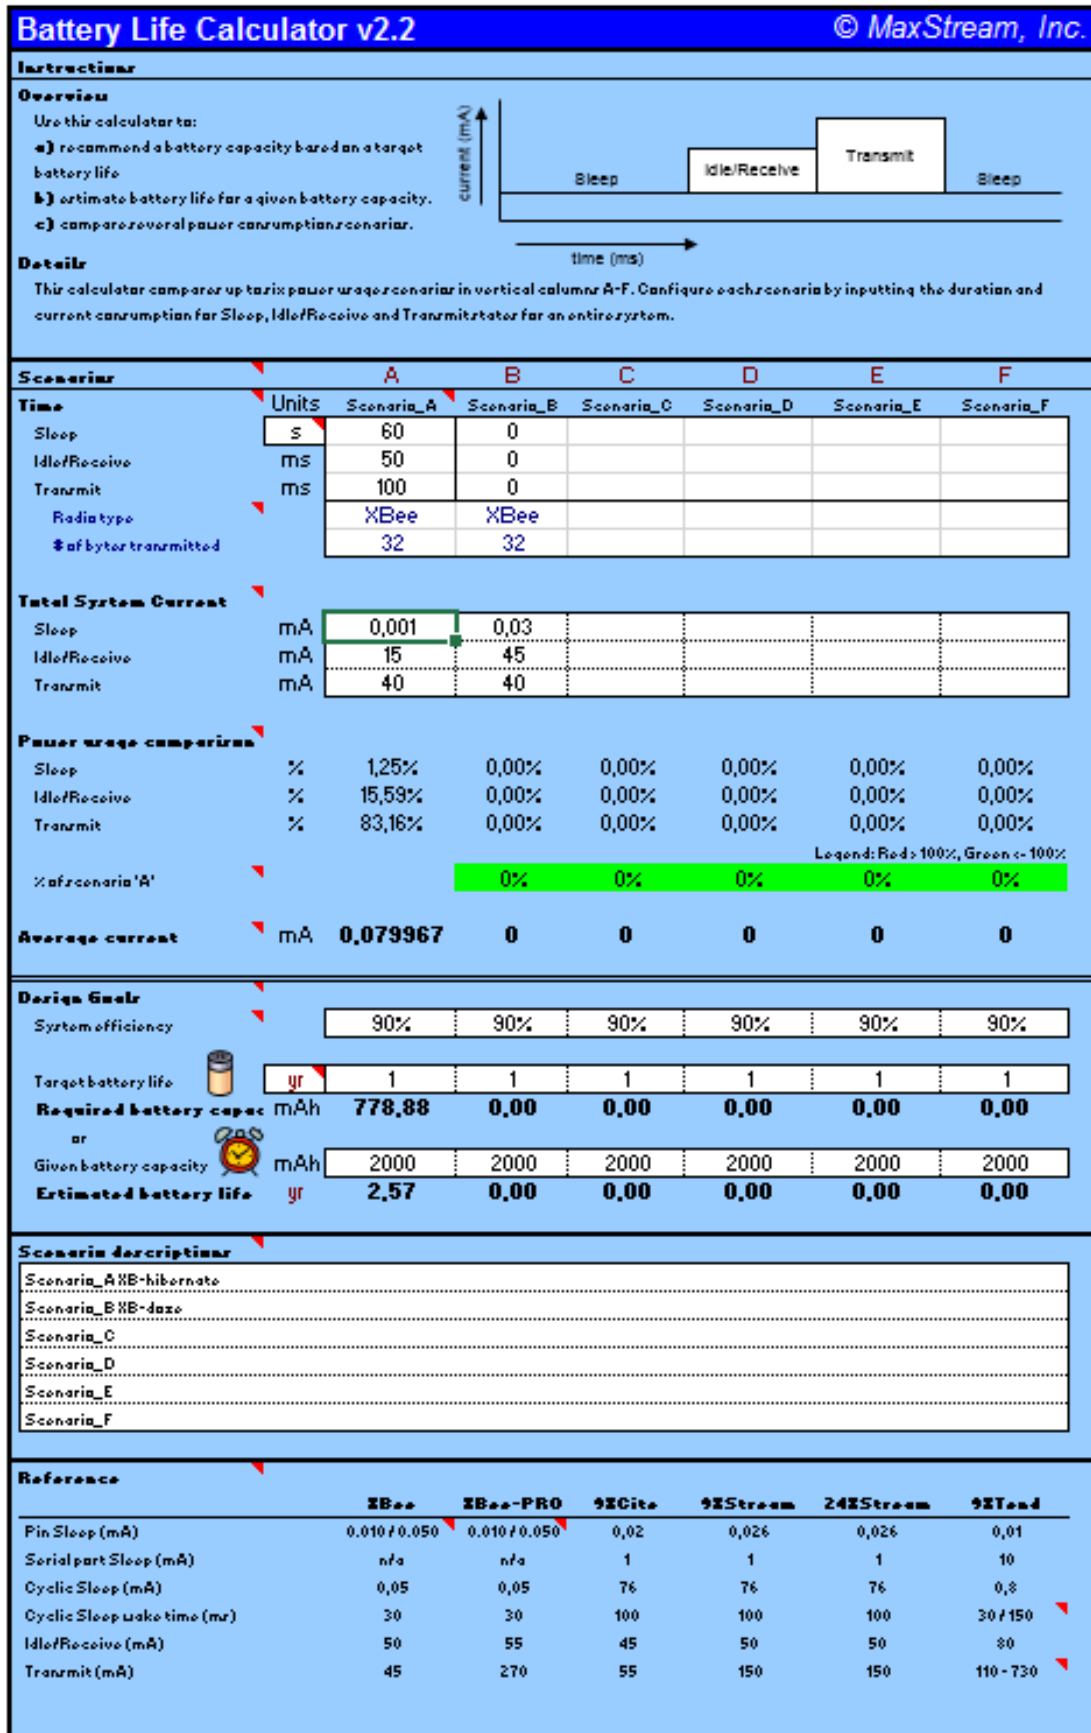 Battery Life Calculator v2.2 © MaxStream, Inc.
Instructions
Overview
Use this calculator to:
a) recommend a battery capacity based on a target
battery life
b) estimate battery life for a given battery capacity.
c) compare several power consumption scenarios.
current (mA)
Sleep Idle/Receive Transmit Sleep
time (ms)
Details
This calculator compares up to six power usage scenarios in vertical columns A-F. Configure each scenario by inputting the duration and
current consumption for Sleep, Idle/Receive and Transmit states for an entire system.
Scenarios A B C D E F
Time Units Scenario_A Scenario_B Scenario_C Scenario_D Scenario_E Scenario_F
Sleep s 60 0
Idle/Receive ms 50 0
Transmit ms 100 0
Radio type XBee XBee
# of bytes transmitted 32 32
Total System Current
Sleep mA 0,001 0,03
Idle/Receive mA 15 45
Transmit mA 40 40
Power usage comparison
Sleep % 1,25% 0,00% 0,00% 0,00% 0,00% 0,00%
Idle/Receive % 15,59% 0,00% 0,00% 0,00% 0,00% 0,00%
Transmit % 83,16% 0,00% 0,00% 0,00% 0,00% 0,00%
Legend: Red > 100%, Green <= 100%
% of scenario 'A' 0% 0% 0% 0% 0%
Average current mA 0,079967 0 0 0 0 0
Design Goals
System efficiency 90% 90% 90% 90% 90% 90%
Target battery life yr 1 1 1 1 1 1
Required battery capac mAh 778,88 0,00 0,00 0,00 0,00 0,00
or
Given battery capacity mAh 2000 2000 2000 2000 2000 2000
Estimated battery life yr 2,57 0,00 0,00 0,00 0,00 0,00
Scenario descriptions
Scenario_A XB-hibernate
Scenario_B XB-doze
Scenario_C
Scenario_D
Scenario_E
Scenario_F
Reference
XBee XBee-PRO 9XCite 9XStream 24XStream 9XTend
Pin Sleep (mA) 0.010 / 0.050 0.010 / 0.050 0,02 0,026 0,026 0,01
Serial port Sleep (mA) n/a n/a 1 1 1 10
Cyclic Sleep (mA) 0,05 0,05 76 76 76 0,8
Cyclic Sleep wake time (ms) 30 30 100 100 100 30 / 150
Idle/Receive (mA) 50 55 45 50 50 80
Transmit (mA) 45 270 55 150 150 110 - 730